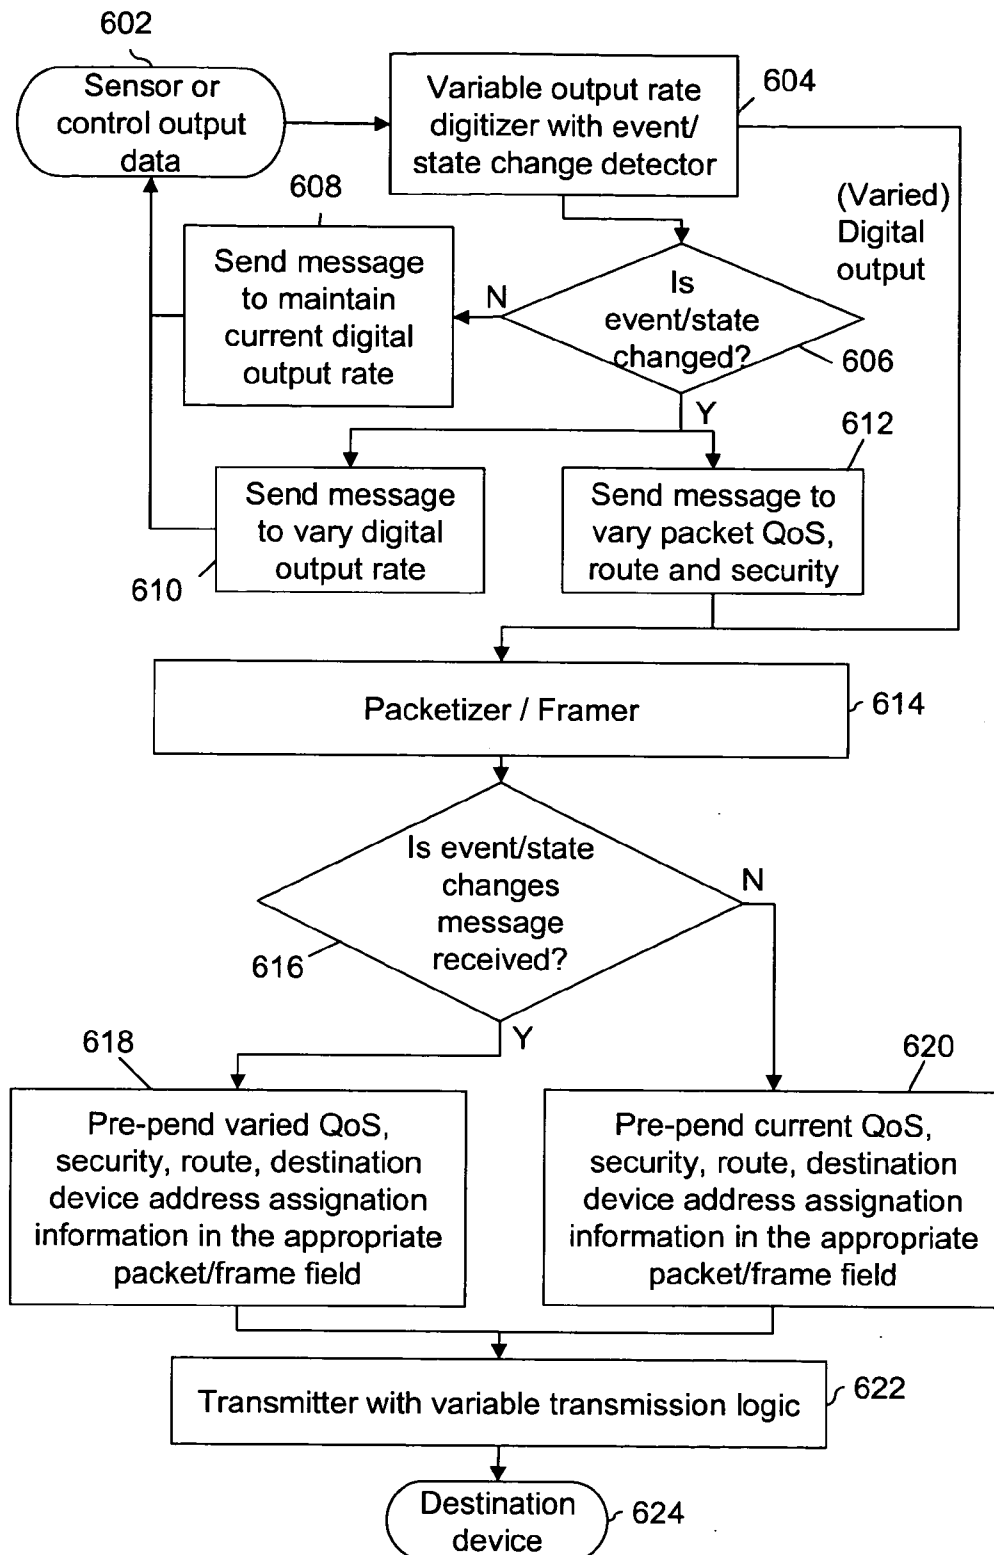 602
Sensor or
control output
data
Variable output rate
digitizer with event/
state change detector
604
(Varied)
Digital
output
608
Send message
to maintain
current digital
output rate
N
Is
event/state
changed?
606
Y
612
Send message
to vary digital
output rate
610
Send message to
vary packet QoS,
route and security
Packetizer / Framer
614
Is event/state
changes
message
received?
616
N
Y
618
Pre-pend varied QoS,
security, route, destination
device address assignation
information in the appropriate
packet/frame field
620
Pre-pend current QoS,
security, route, destination
device address assignation
information in the appropriate
packet/frame field
Transmitter with variable transmission logic
622
Destination
device
624